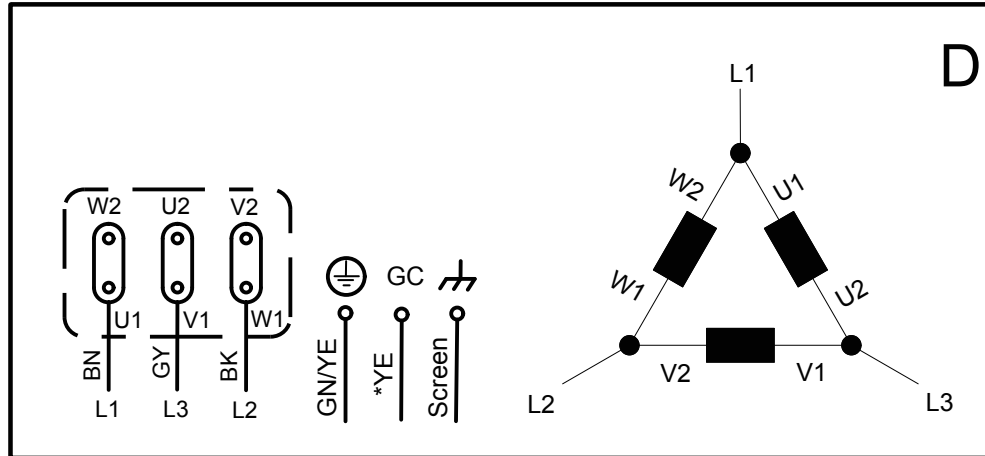 D
L1
W2
U1
W1
U2
V2
V1
L2
L3
W2 U2 V2
U1 V1 W1
BN GY BK
L1 L3 L2
GC
GN/YE *YE Screen